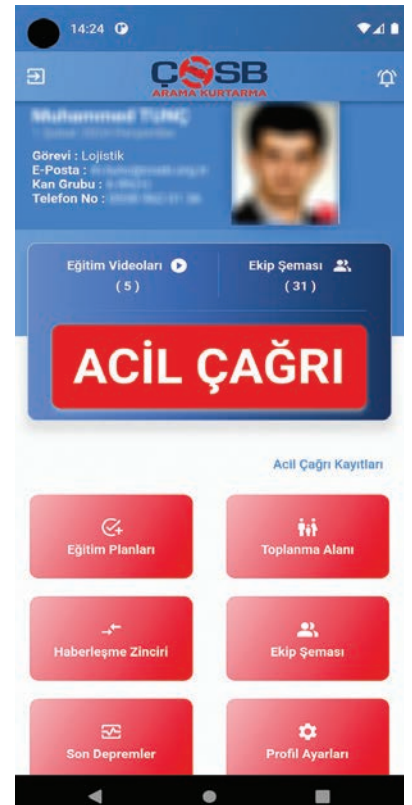 14:24
ÇOSB
ARAMA KURTARMA
Görevi : Lojistik
E-Posta :
Kan Grubu :
Telefon No :
Eğitim Videoları
( 5 )
Ekip Şeması
( 31 )
ACİL ÇAĞRI
Acil Çağrı Kayıtları
Eğitim Planları
Toplanma Alanı
Haberleşme Zinciri
Ekip Şeması
Son Depremler
Profil Ayarları